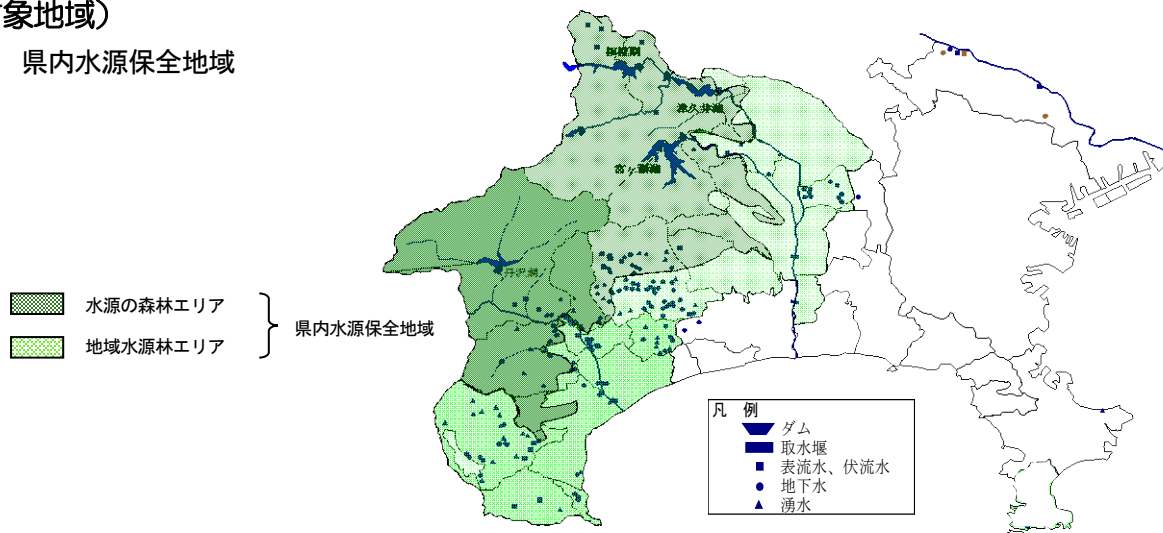 対象地域）
県内水源保全地域
相模湖
津久井湖
宮ヶ瀬湖
丹沢湖
水源の森林エリア
地域水源林エリア
県内水源保全地域
凡 例
ダム
取水堰
表流水、伏流水
地下水
湧水